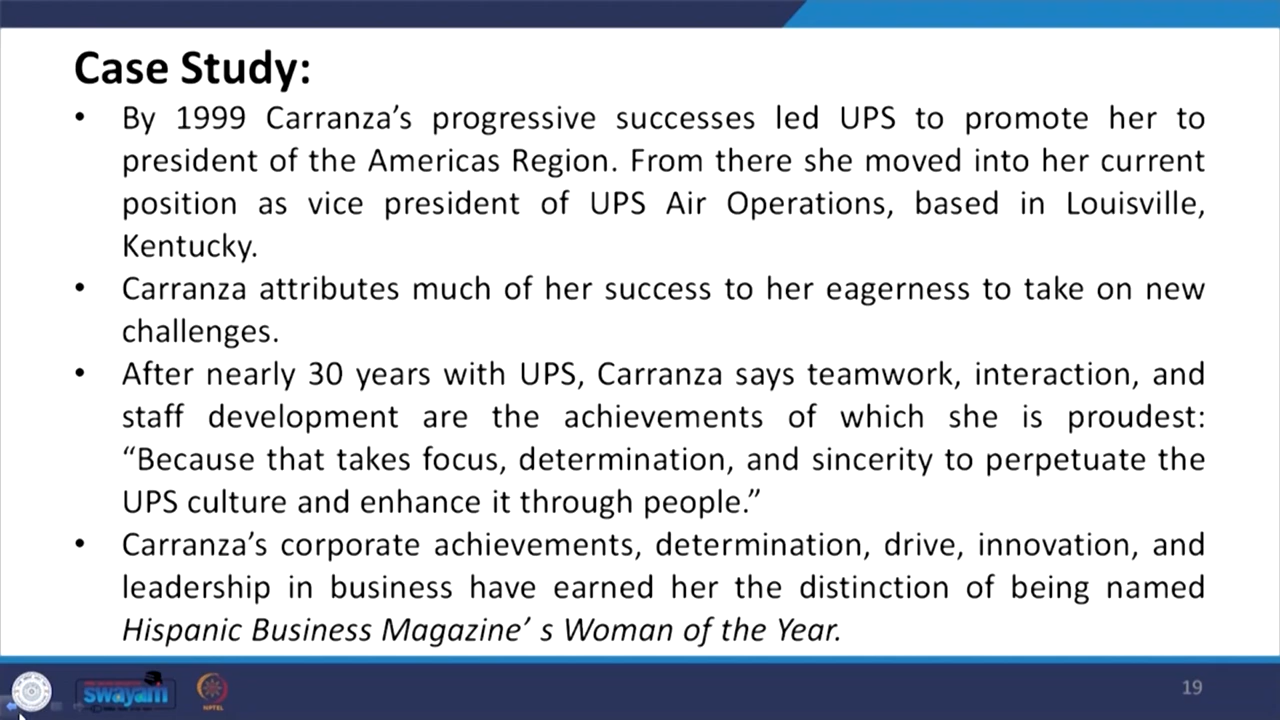 Case Study:
• By 1999 Carranza’s progressive successes led UPS to promote her to
president of the Americas Region. From there she moved into her current
position as vice president of UPS Air Operations, based in Louisville,
Kentucky.
• Carranza attributes much of her success to her eagerness to take on new
challenges.
• After nearly 30 years with UPS, Carranza says teamwork, interaction, and
staff development are the achievements of which she is proudest:
“Because that takes focus, determination, and sincerity to perpetuate the
UPS culture and enhance it through people.”
• Carranza’s corporate achievements, determination, drive, innovation, and
leadership in business have earned her the distinction of being named
Hispanic Business Magazine’ s Woman of the Year.
swayam
NPTEL
19